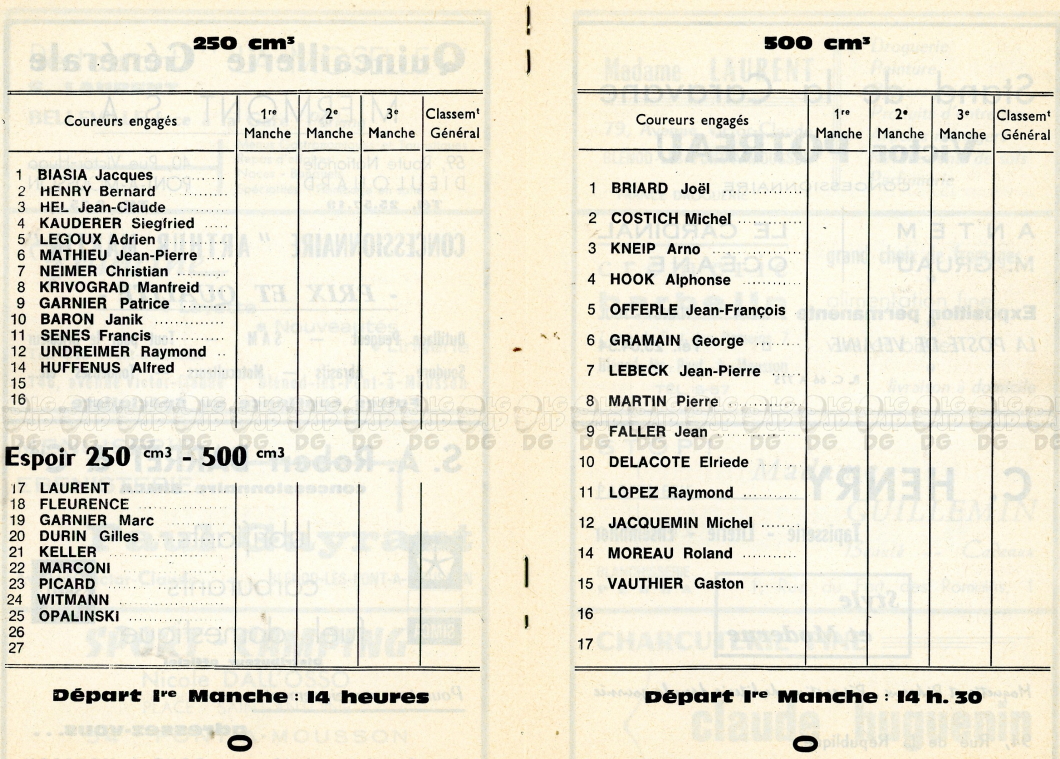 250 cm³
Coureurs engagés
1re Manche
2e Manche
3e Manche
Classemt Général
1 BIASIA Jacques
2 HENRY Bernard
3 HEL Jean-Claude
4 KAUDERER Siegfried
5 LEGOUX Adrien
6 MATHIEU Jean-Pierre
7 NEIMER Christian
8 KRIVOGRAD Manfreid
9 GARNIER Patrice
10 BARON Janik
11 SENES Francis
12 UNDREIMER Raymond
14 HUFFENUS Alfred
15
16
Espoir 250 cm3 - 500 cm3
17 LAURENT
18 FLEURENCE
19 GARNIER Marc
20 DURIN Gilles
21 KELLER
22 MARCONI
23 PICARD
24 WITMANN
25 OPALINSKI
26
27
Départ 1re Manche : 14 heures
500 cm³
Coureurs engagés
1re Manche
2e Manche
3e Manche
Classemt Général
1 BRIARD Joël
2 COSTICH Michel
3 KNEIP Arno
4 HOOK Alphonse
5 OFFERLE Jean-François
6 GRAMAIN George
7 LEBECK Jean-Pierre
8 MARTIN Pierre
9 FALLER Jean
10 DELACOTE Elriede
11 LOPEZ Raymond
12 JACQUEMIN Michel
14 MOREAU Roland
15 VAUTHIER Gaston
16
17
Départ 1re Manche : 14 h. 30